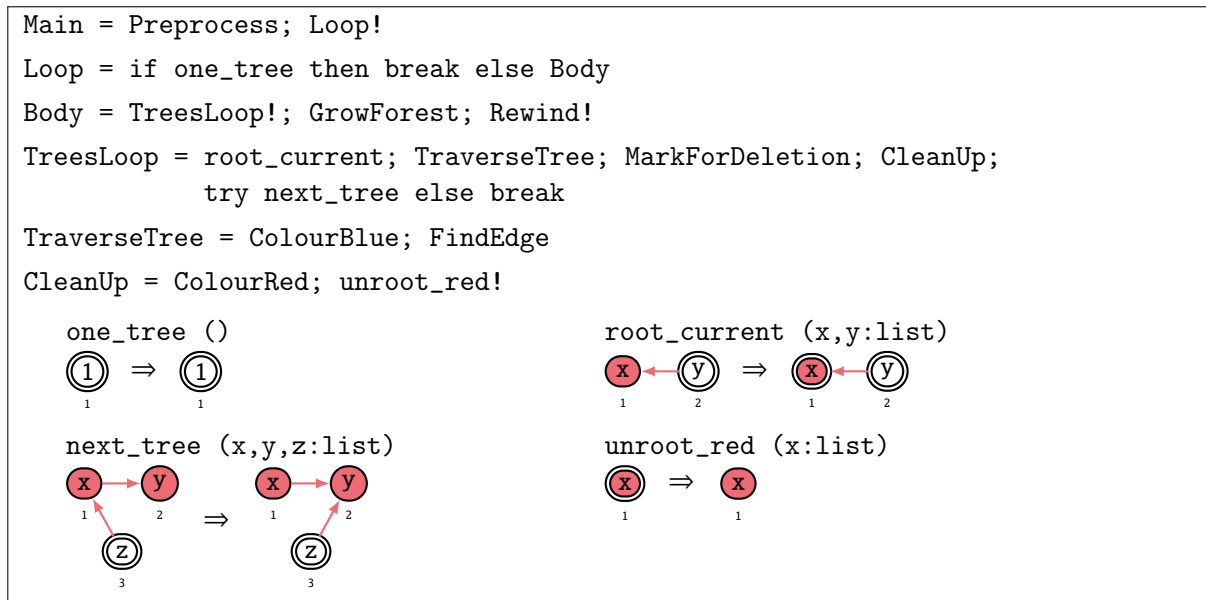 Main = Preprocess; Loop!
Loop = if one_tree then break else Body
Body = TreesLoop!; GrowForest; Rewind!
TreesLoop = root_current; TraverseTree; MarkForDeletion; CleanUp;
try next_tree else break
TraverseTree = ColourBlue; FindEdge
CleanUp = ColourRed; unroot_red!
one_tree ()
1 ⇒ 1
1 1
root_current (x,y:list)
x y ⇒ x y
1 2 1 2
next_tree (x,y,z:list)
x y x y
1 2 ⇒ 1 2
z z
3 3
unroot_red (x:list)
x ⇒ x
1 1